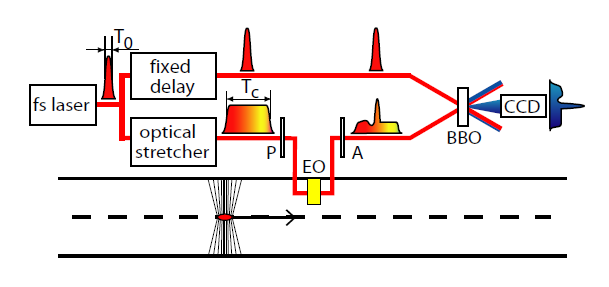 T0
fs laser
fixed
delay
Tc
optical
stretcher
P
A
EO
BBO
CCD